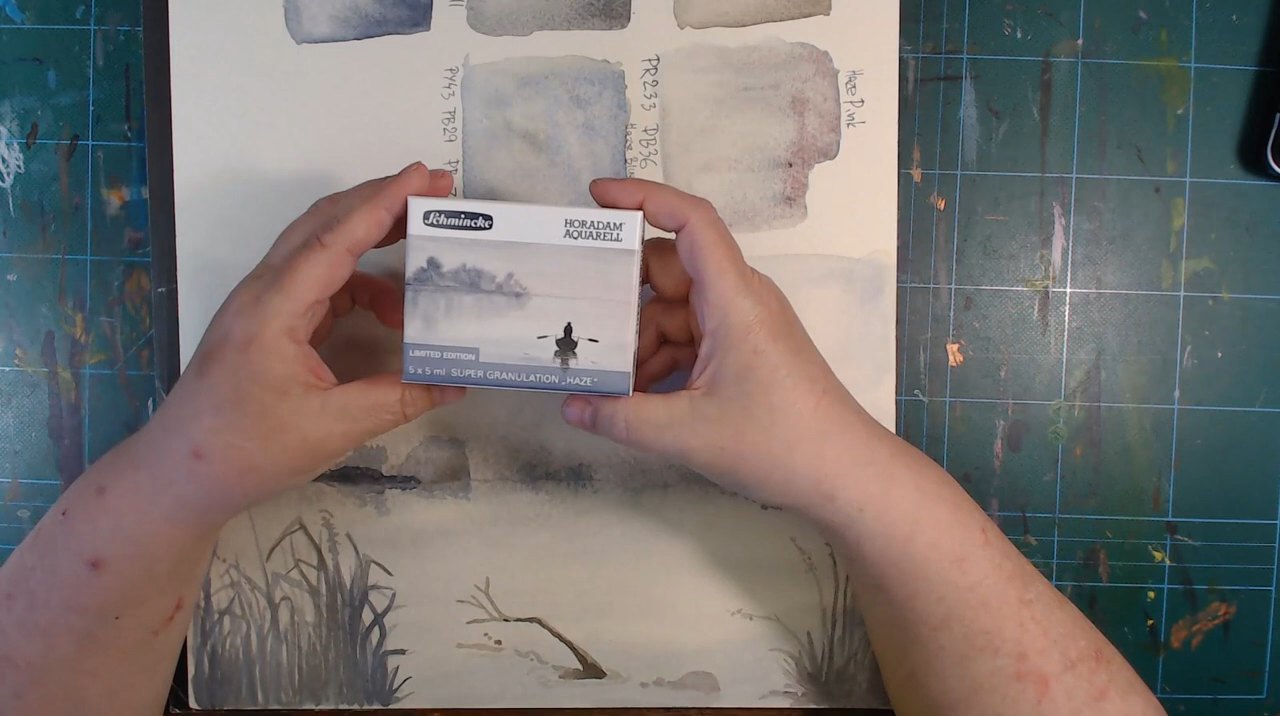 PY43 PB29
PR233 PB36
Haze Pink
Schmincke
HORADAM
AQUARELL
LIMITED EDITION
5 x 5 ml SUPER GRANULATION „HAZE“